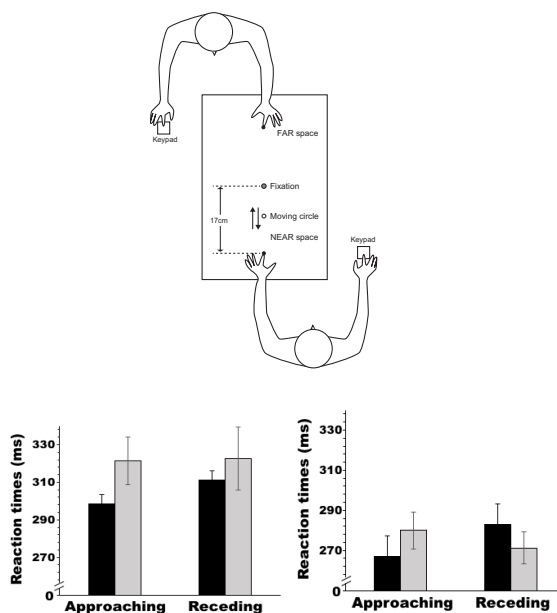 Keypad
FAR space
Fixation
17cm
Moving circle
NEAR space
Keypad
Reaction times (ms)
330
310
290
270
0
Approaching Receding
Reaction times (ms)
330
310
290
270
0
Approaching Receding